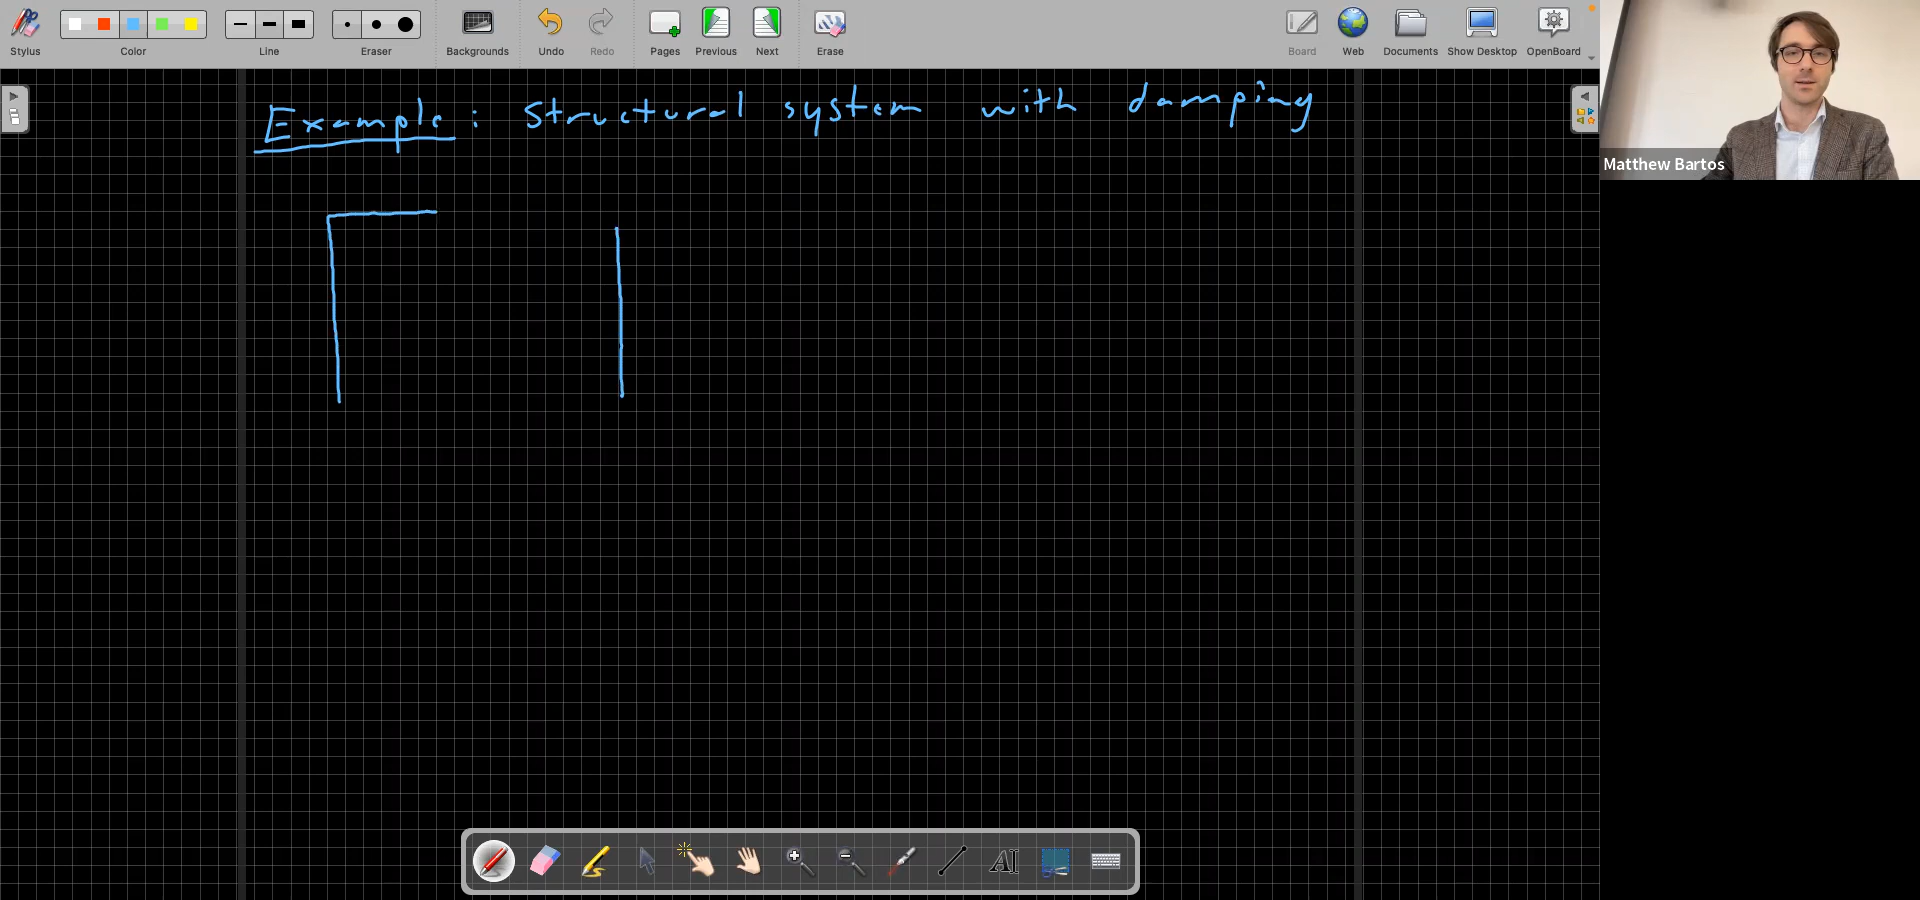 Stylus
Color
Line
Eraser
Backgrounds
Undo
Redo
Pages
Previous
Next
Erase
Board
Web
Documents
Show Desktop
OpenBoard
Example: structural system with damping
Matthew Bartos
AI